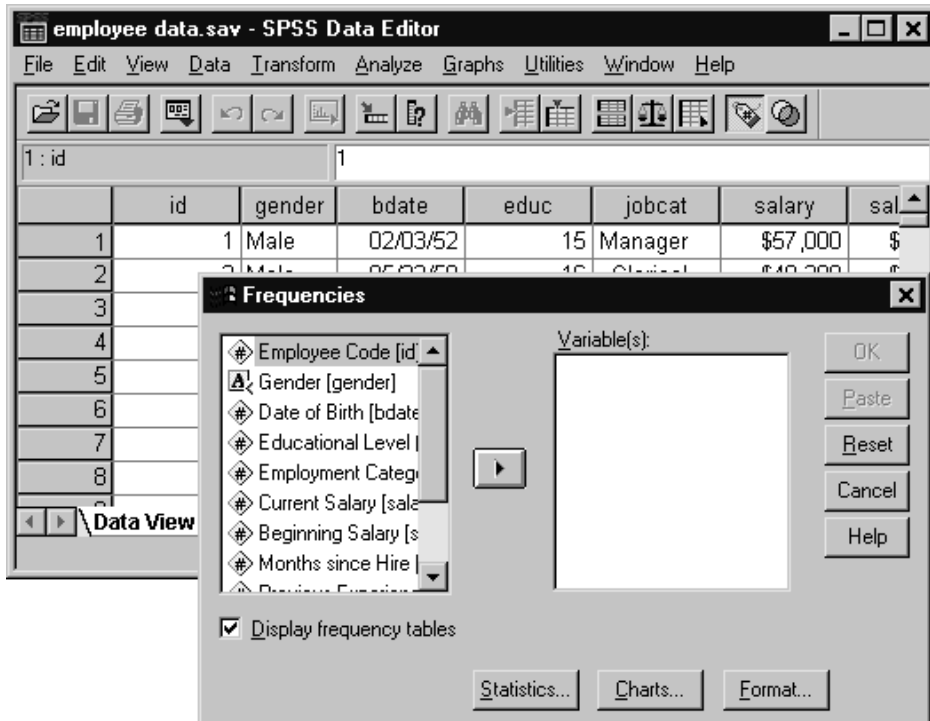 employee data.sav - SPSS Data Editor
File Edit View Data Transform Analyze Graphs Utilities Window Help
1 : id 1
id gender bdate educ jobcat salary sal
1 1 Male 02/03/52 15 Manager $57,000 $
2
3
4
5
6
7
8
Data View
Frequencies
Employee Code [id]
Gender [gender]
Date of Birth [bdate
Educational Level [
Employment Catego
Current Salary [sala
Beginning Salary [s
Months since Hire [
Variable(s):
OK
Paste
Reset
Cancel
Help
Display frequency tables
Statistics... Charts... Format...